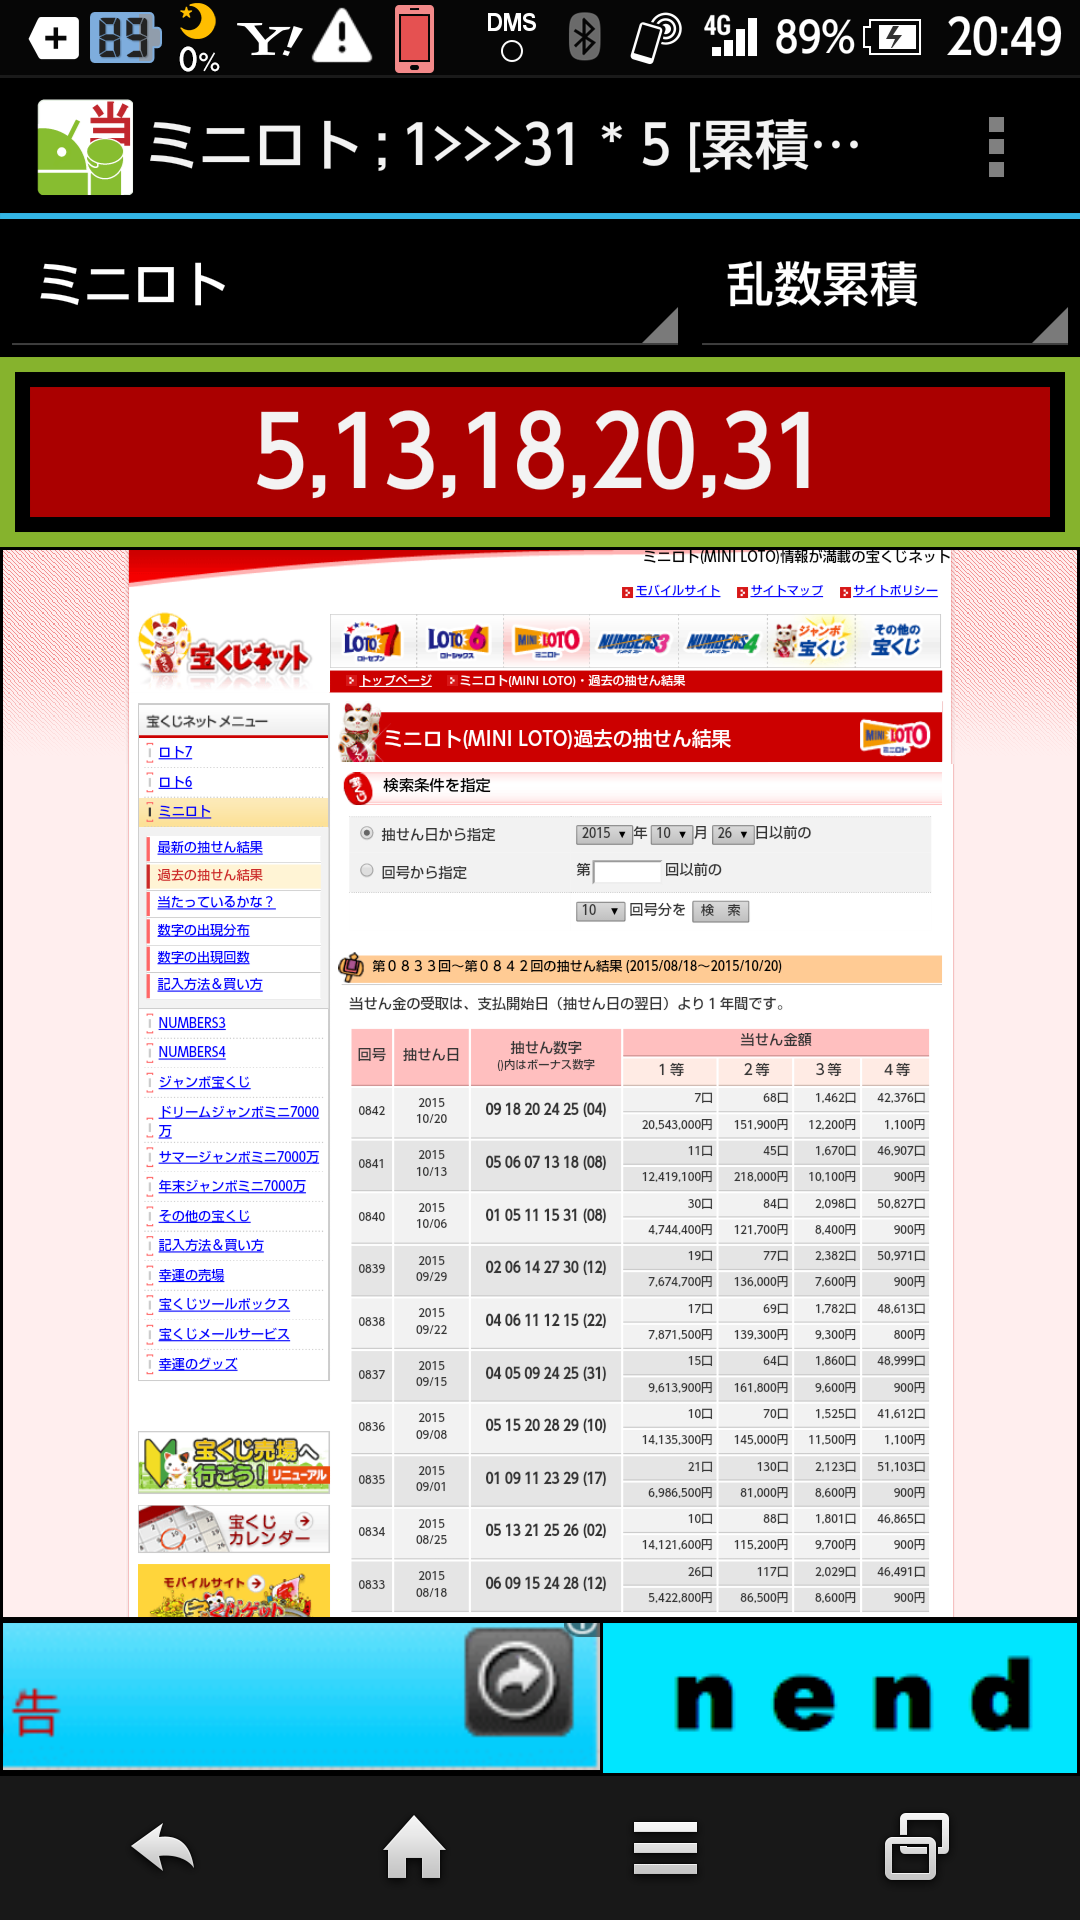 89
0%
Y!
DMS
4G
89%
20:49
当
ミニロト ; 1>>>31 * 5 [累積…
ミニロト
乱数累積
5,13,18,20,31
ミニロト(MINI LOTO)情報が満載の宝くじネット
モバイルサイト サイトマップ サイトポリシー
宝くじネット
LOTO7 ロトセブン
LOTO6 ロトシックス
MINI LOTO ミニロト
NUMBERS3
NUMBERS4
ジャンボ宝くじ
その他の宝くじ
トップページ ミニロト(MINI LOTO)・過去の抽せん結果
宝くじネット メニュー
ロト7
ロト6
ミニロト
最新の抽せん結果
過去の抽せん結果
当たっているかな？
数字の出現分布
数字の出現回数
記入方法＆買い方
NUMBERS3
NUMBERS4
ジャンボ宝くじ
ドリームジャンボミニ7000
万
サマージャンボミニ7000万
年末ジャンボミニ7000万
その他の宝くじ
記入方法＆買い方
幸運の売場
宝くじツールボックス
宝くじメールサービス
幸運のグッズ
宝くじ売場へ
行こう! リニューアル
宝くじ
カレンダー
モバイルサイト
宝くじゲット
ミニロト(MINI LOTO)過去の抽せん結果
MINI LOTO ミニロト
検索条件を指定
抽せん日から指定 2015 ▼ 年 10 ▼ 月 26 ▼ 日以前の
回号から指定 第 回以前の
10 ▼ 回号分を 検 索
第０８３３回～第０８４２回の抽せん結果 (2015/08/18～2015/10/20)
当せん金の受取は、支払開始日（抽せん日の翌日）より１年間です。
回号 抽せん日 抽せん数字 ()内はボーナス数字 当せん金額
１等 ２等 ３等 ４等
0842 2015 10/20 09 18 20 24 25 (04) 7口 68口 1,462口 42,376口
20,543,000円 151,900円 12,200円 1,100円
0841 2015 10/13 05 06 07 13 18 (08) 11口 45口 1,670口 46,907口
12,419,100円 218,000円 10,100円 900円
0840 2015 10/06 01 05 11 15 31 (08) 30口 84口 2,098口 50,827口
4,744,400円 121,700円 8,400円 900円
0839 2015 09/29 02 06 14 27 30 (12) 19口 77口 2,382口 50,971口
7,674,700円 136,000円 7,600円 900円
0838 2015 09/22 04 06 11 12 15 (22) 17口 69口 1,782口 48,613口
7,871,500円 139,300円 9,300円 800円
0837 2015 09/15 04 05 09 24 25 (31) 15口 64口 1,860口 48,999口
9,613,900円 161,800円 9,600円 900円
0836 2015 09/08 05 15 20 28 29 (10) 10口 70口 1,525口 41,612口
14,135,300円 145,000円 11,500円 1,100円
0835 2015 09/01 01 09 11 23 29 (17) 21口 130口 2,123口 51,103口
6,986,500円 81,000円 8,600円 900円
0834 2015 08/25 05 13 21 25 26 (02) 10口 88口 1,801口 46,865口
14,121,600円 115,200円 9,700円 900円
0833 2015 08/18 06 09 15 24 28 (12) 26口 117口 2,029口 46,491口
5,422,800円 86,500円 8,600円 900円
告
nend